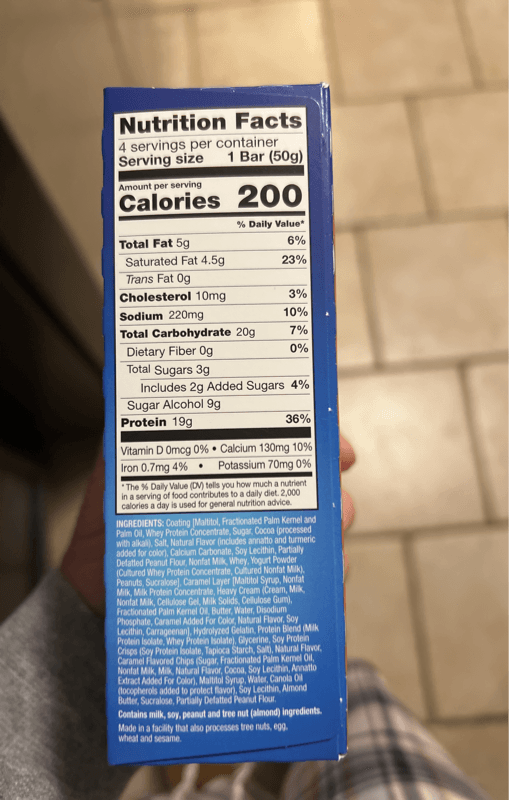 Nutrition Facts
4 servings per container
Serving size 1 Bar (50g)
Amount per serving
Calories 200
% Daily Value*
Total Fat 5g 6%
Saturated Fat 4.5g 23%
Trans Fat 0g
Cholesterol 10mg 3%
Sodium 220mg 10%
Total Carbohydrate 20g 7%
Dietary Fiber 0g 0%
Total Sugars 3g
Includes 2g Added Sugars 4%
Sugar Alcohol 9g
Protein 19g 36%
Vitamin D 0mcg 0% • Calcium 130mg 10%
Iron 0.7mg 4% • Potassium 70mg 0%
*The % Daily Value (DV) tells you how much a nutrient
in a serving of food contributes to a daily diet. 2,000
calories a day is used for general nutrition advice.
INGREDIENTS: Coating [Maltitol, Fractionated Palm Kernel and
Palm Oil, Whey Protein Concentrate, Sugar, Cocoa (processed
with alkali), Salt, Natural Flavor (includes annatto and turmeric
added for color), Calcium Carbonate, Soy Lecithin, Partially
Defatted Peanut Flour, Nonfat Milk, Whey, Yogurt Powder
(Cultured Whey Protein Concentrate, Cultured Nonfat Milk),
Peanuts, Sucralose], Caramel Layer [Maltitol Syrup, Nonfat
Milk, Milk Protein Concentrate, Heavy Cream (Cream, Milk,
Nonfat Milk, Cellulose Gel, Milk Solids, Cellulose Gum),
Fractionated Palm Kernel Oil, Butter, Water, Disodium
Phosphate, Caramel Added For Color, Natural Flavor, Soy
Lecithin, Carrageenan], Hydrolyzed Gelatin, Protein Blend (Milk
Protein Isolate, Whey Protein Isolate), Glycerine, Soy Protein
Crisps (Soy Protein Isolate, Tapioca Starch, Salt), Natural Flavor,
Caramel Flavored Chips (Sugar, Fractionated Palm Kernel Oil,
Nonfat Milk, Milk, Natural Flavor, Cocoa, Soy Lecithin, Annatto
Extract Added For Color), Maltitol Syrup, Water, Canola Oil
(tocopherols added to protect flavor), Soy Lecithin, Almond
Butter, Sucralose, Partially Defatted Peanut Flour.
Contains milk, soy, peanut and tree nut (almond) ingredients.
Made in a facility that also processes tree nuts, egg,
wheat and sesame.